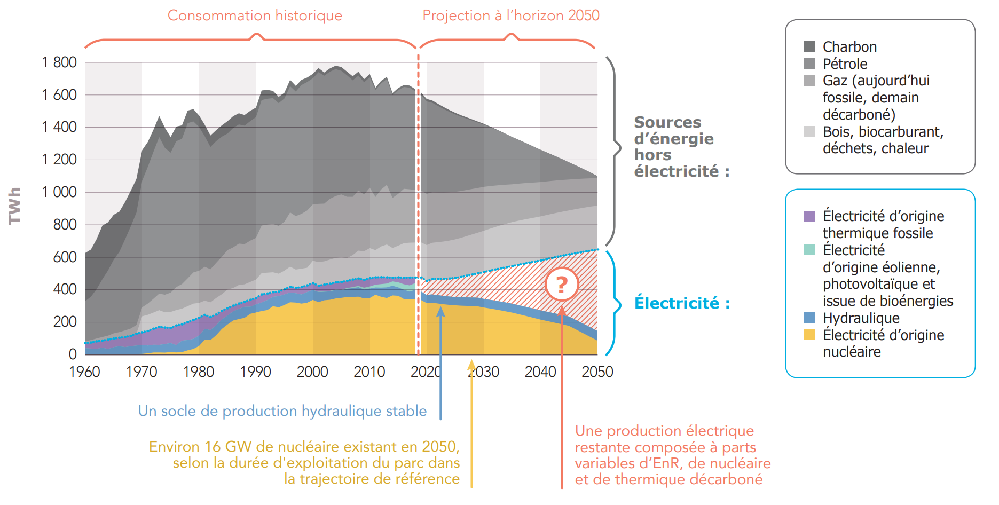 Consommation historique
Projection à l’horizon 2050
TWh
1 800
1 600
1 400
1 200
1 000
800
600
400
200
0
1960
1970
1980
1990
2000
2010
2020
2030
2040
2050
?
Sources
d’énergie
hors
électricité :
Électricité :
Charbon
Pétrole
Gaz (aujourd’hui
fossile, demain
décarboné)
Bois, biocarburant,
déchets, chaleur
Électricité d’origine
thermique fossile
Électricité
d’origine éolienne,
photovoltaïque et
issue de bioénergies
Hydraulique
Électricité d’origine
nucléaire
Un socle de production hydraulique stable
Environ 16 GW de nucléaire existant en 2050,
selon la durée d'exploitation du parc dans
la trajectoire de référence
Une production électrique
restante composée à parts
variables d’EnR, de nucléaire
et de thermique décarboné